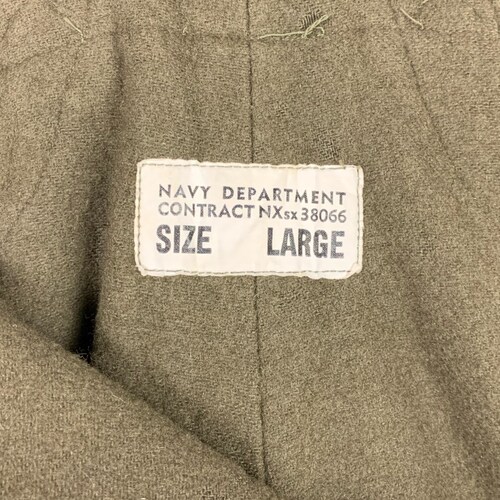 NAVY DEPARTMENT
CONTRACT NXsx 38066
SIZE LARGE